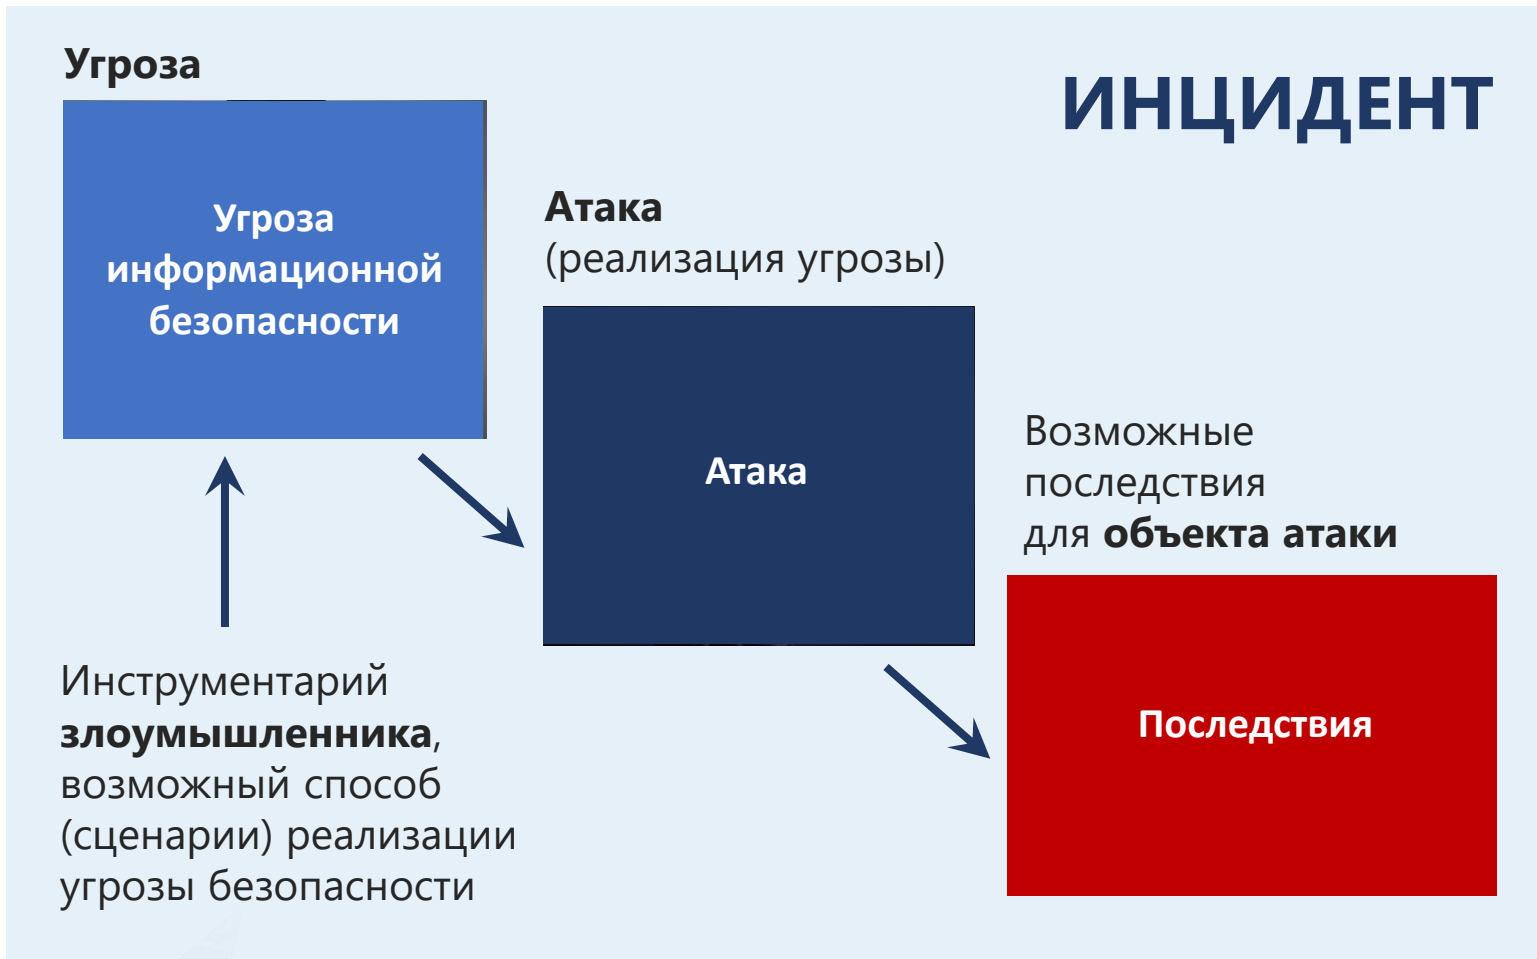 Угроза
ИНЦИДЕНТ
Угроза
информационной
безопасности
Атака
(реализация угрозы)
Атака
Возможные
последствия
для объекта атаки
Последствия
Инструментарий
злоумышленника,
возможный способ
(сценарии) реализации
угрозы безопасности